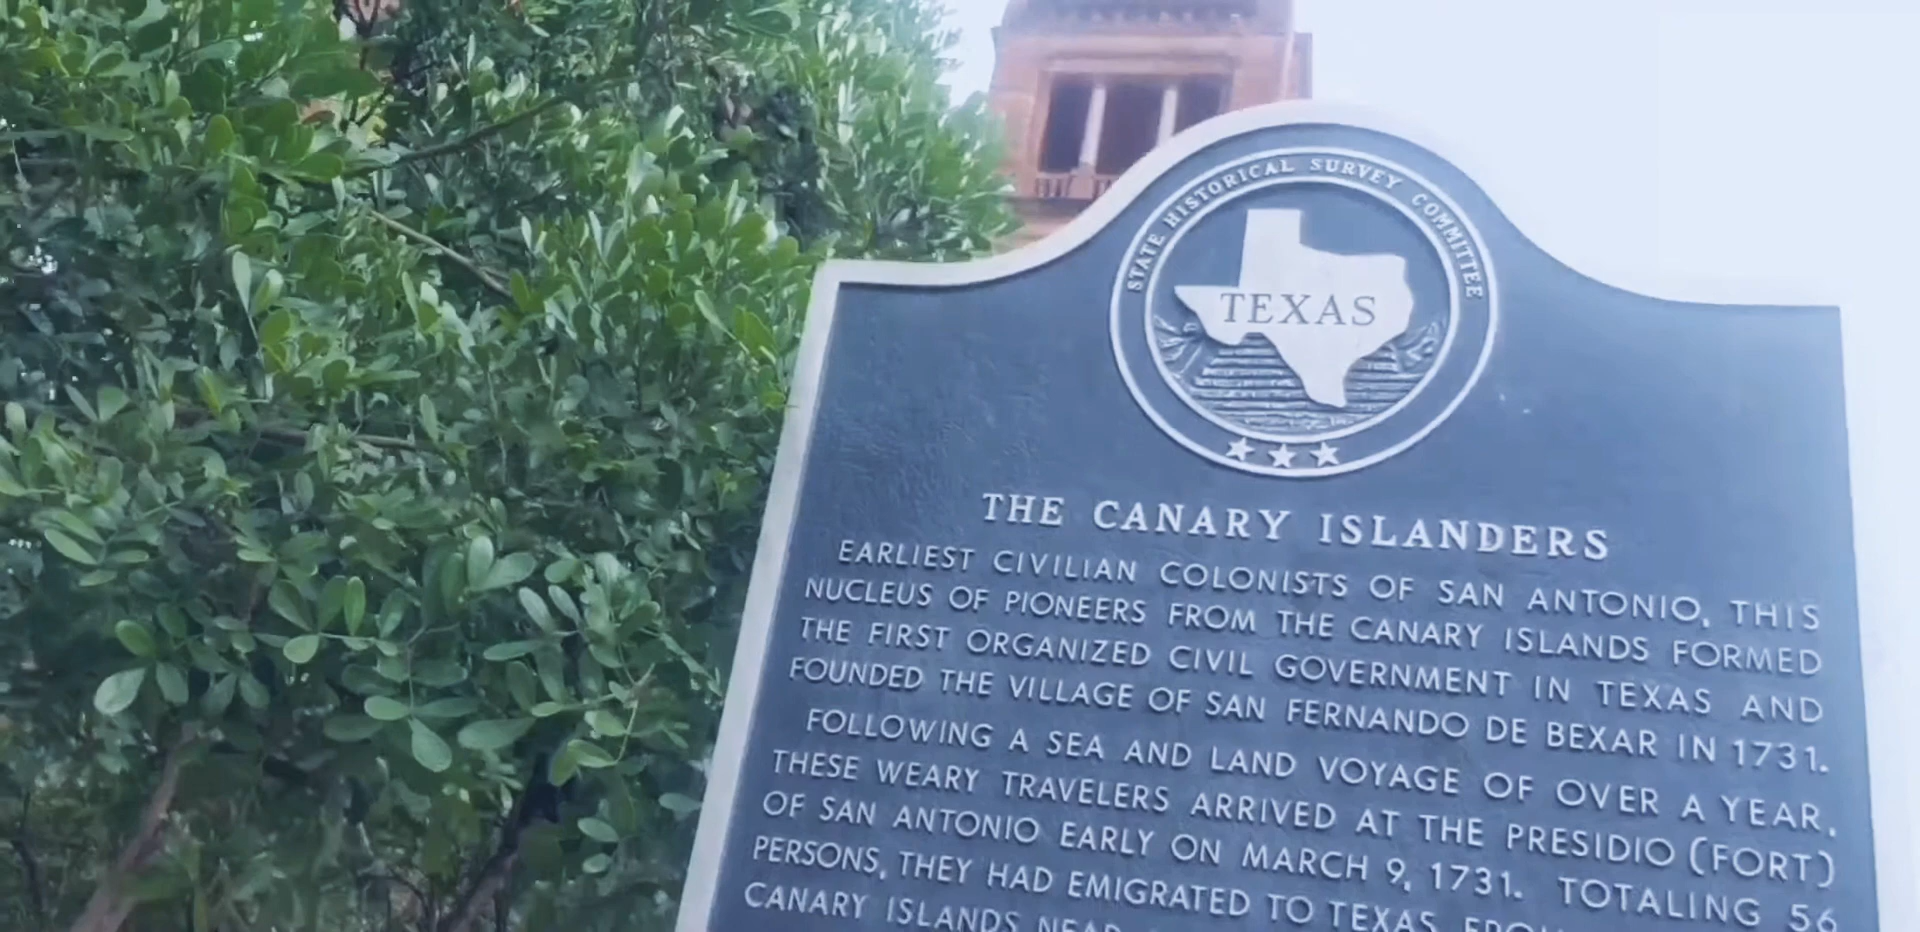 STATE HISTORICAL SURVEY COMMITTEE
TEXAS
THE CANARY ISLANDERS
EARLIEST CIVILIAN COLONISTS OF SAN ANTONIO, THIS
NUCLEUS OF PIONEERS FROM THE CANARY ISLANDS FORMED
THE FIRST ORGANIZED CIVIL GOVERNMENT IN TEXAS AND
FOUNDED THE VILLAGE OF SAN FERNANDO DE BEXAR IN 1731.
FOLLOWING A SEA AND LAND VOYAGE OF OVER A YEAR,
THESE WEARY TRAVELERS ARRIVED AT THE PRESIDIO (FORT)
OF SAN ANTONIO EARLY ON MARCH 9, 1731. TOTALING 56
PERSONS, THEY HAD EMIGRATED TO TEXAS FROM
CANARY ISLANDS NEAR